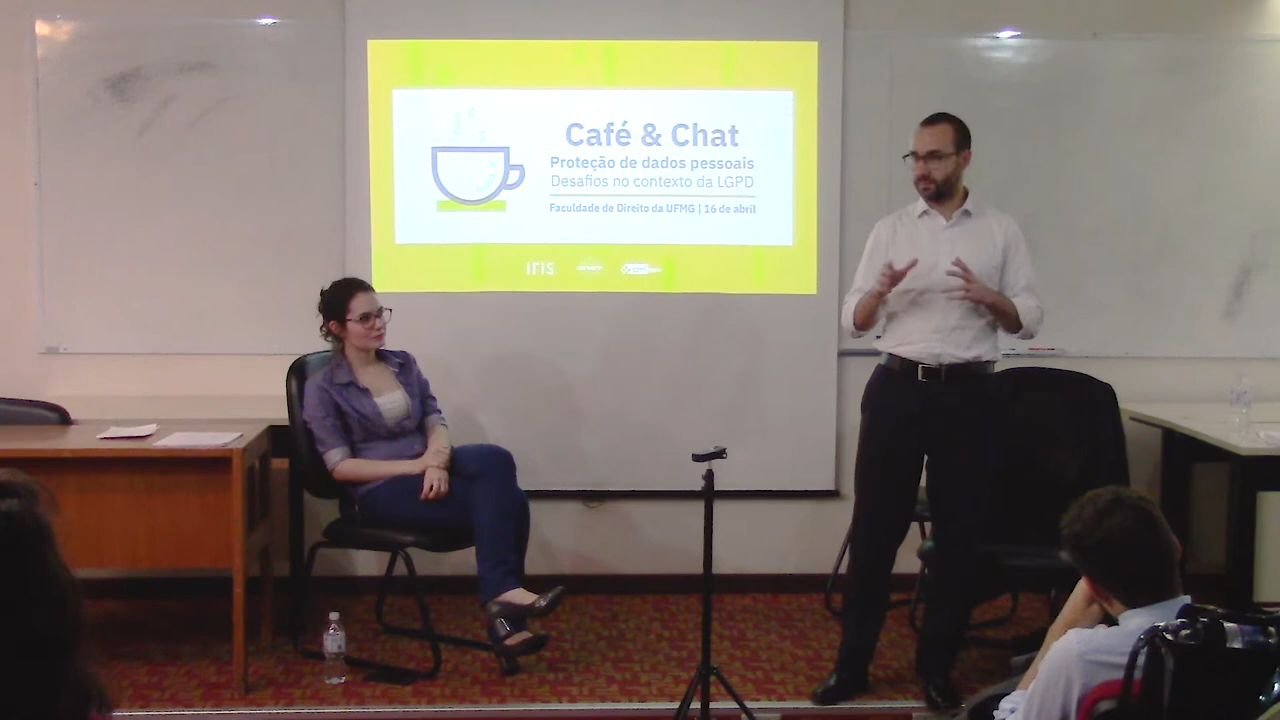 Café & Chat
Proteção de dados pessoais
Desafios no contexto da LGPD
Faculdade de Direito da UFMG | 16 de abril
iris